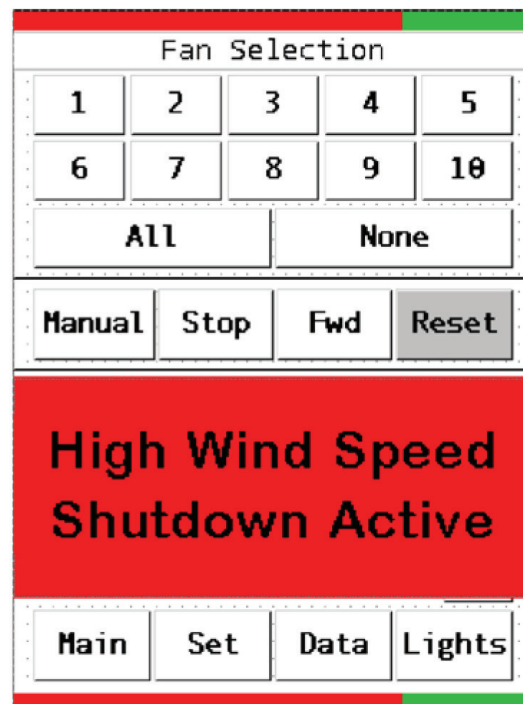 Fan Selection
1 2 3 4 5
6 7 8 9 10
All None
Manual Stop Fwd Reset
High Wind Speed
Shutdown Active
Main Set Data Lights